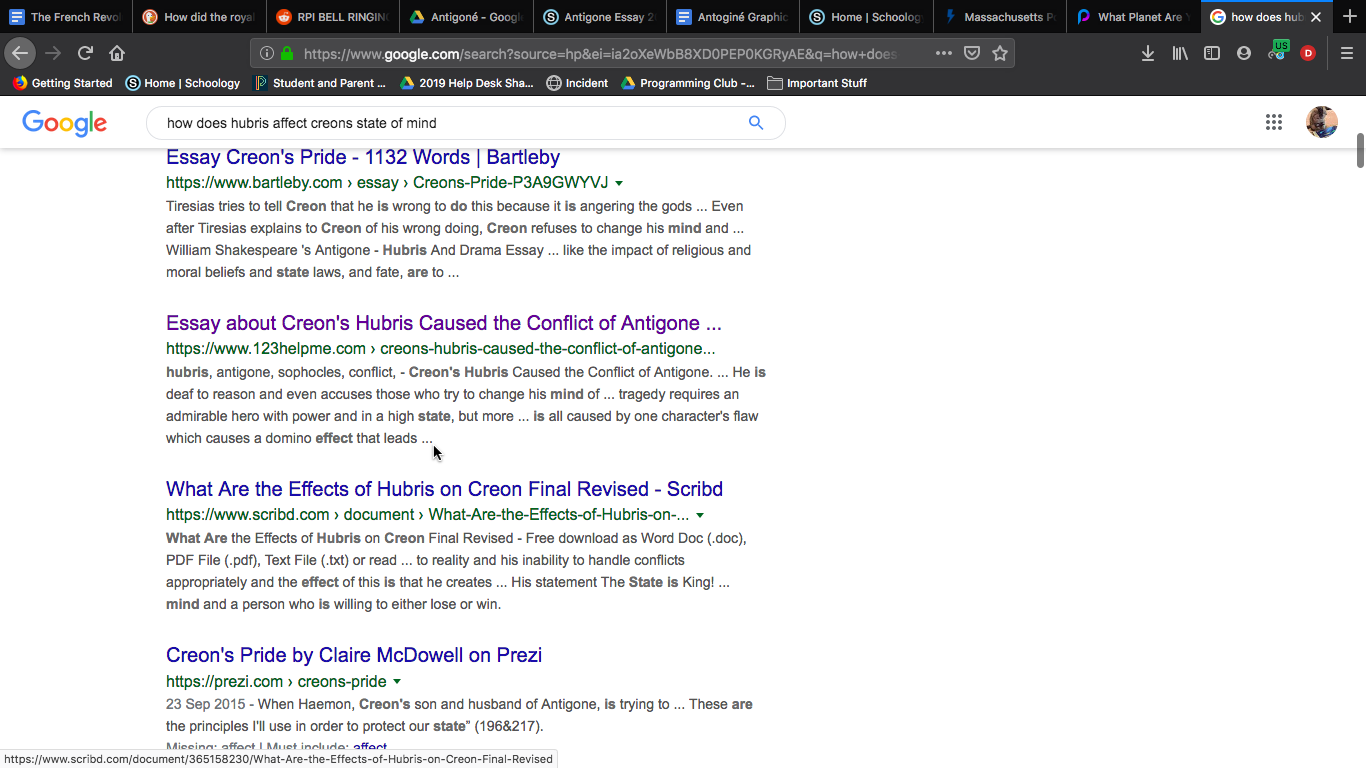 The French Revol
How did the royal
RPI BELL RINGING
Antigoné - Googl
Antigone Essay 2
Antoginé Graphic
Home | Schoolog
Massachusetts P
What Planet Are Y
how does hub
https://www.google.com/search?source=hp&ei=ia2oXeWbB8XD0PEP0KGRyAE&q=how+does
US
D
Getting Started
Home | Schoology
Student and Parent ...
2019 Help Desk Sha...
Incident
Programming Club -...
Important Stuff
Google
how does hubris affect creons state of mind
Essay Creon's Pride - 1132 Words | Bartleby
https://www.bartleby.com › essay › Creons-Pride-P3A9GWYVJ
Tiresias tries to tell Creon that he is wrong to do this because it is angering the gods ... Even
after Tiresias explains to Creon of his wrong doing, Creon refuses to change his mind and ...
William Shakespeare 's Antigone - Hubris And Drama Essay ... like the impact of religious and
moral beliefs and state laws, and fate, are to ...
Essay about Creon's Hubris Caused the Conflict of Antigone ...
https://www.123helpme.com › creons-hubris-caused-the-conflict-of-antigone...
hubris, antigone, sophocles, conflict, - Creon's Hubris Caused the Conflict of Antigone. ... He is
deaf to reason and even accuses those who try to change his mind of ... tragedy requires an
admirable hero with power and in a high state, but more ... is all caused by one character's flaw
which causes a domino effect that leads ...
What Are the Effects of Hubris on Creon Final Revised - Scribd
https://www.scribd.com › document › What-Are-the-Effects-of-Hubris-on-...
What Are the Effects of Hubris on Creon Final Revised - Free download as Word Doc (.doc),
PDF File (.pdf), Text File (.txt) or read ... to reality and his inability to handle conflicts
appropriately and the effect of this is that he creates ... His statement The State is King! ...
mind and a person who is willing to either lose or win.
Creon's Pride by Claire McDowell on Prezi
https://prezi.com › creons-pride
23 Sep 2015 - When Haemon, Creon's son and husband of Antigone, is trying to ... These are
the principles I'll use in order to protect our state” (196&217).
Missing: affect | Must include: affect
https://www.scribd.com/document/365158230/What-Are-the-Effects-of-Hubris-on-Creon-Final-Revised